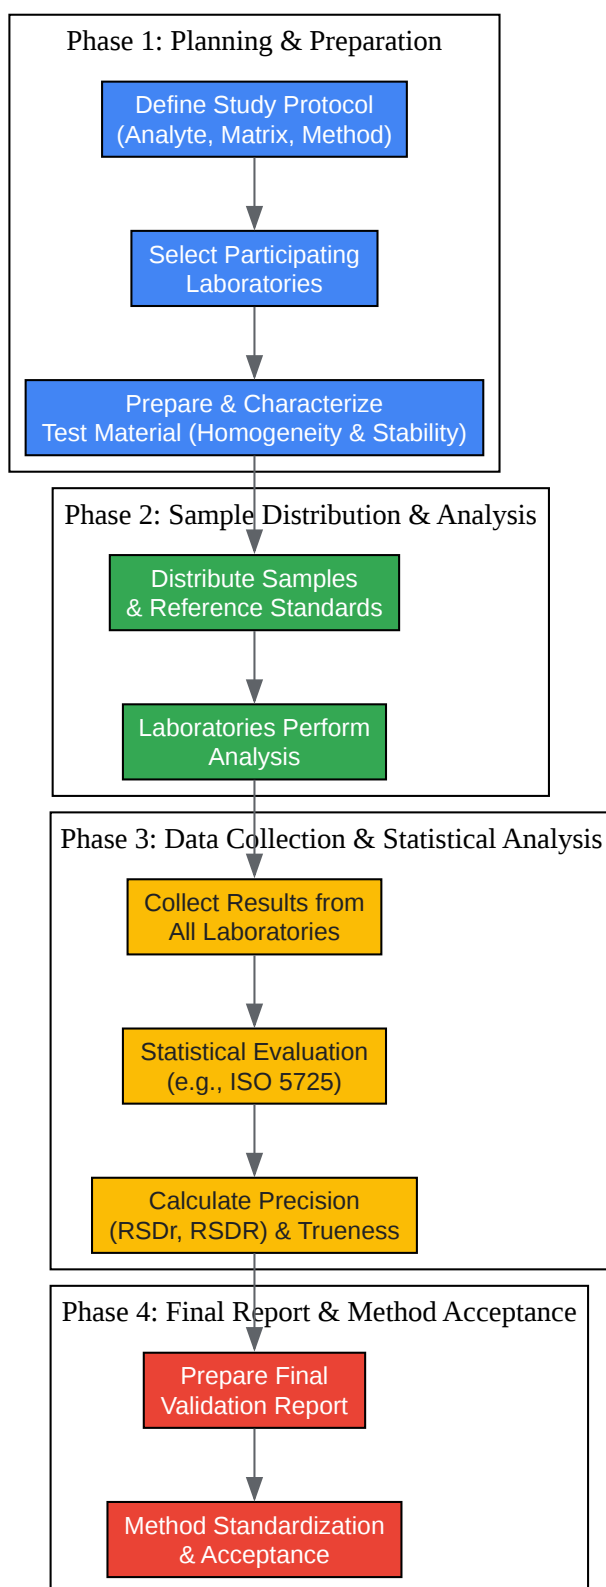 Phase 1: Planning & Preparation
Define Study Protocol
(Analyte, Matrix, Method)
Select Participating
Laboratories
Prepare & Characterize
Test Material (Homogeneity & Stability)
Phase 2: Sample Distribution & Analysis
Distribute Samples
& Reference Standards
Laboratories Perform
Analysis
Phase 3: Data Collection & Statistical Analysis
Collect Results from
All Laboratories
Statistical Evaluation
(e.g., ISO 5725)
Calculate Precision
(RSDr, RSDR) & Trueness
Phase 4: Final Report & Method Acceptance
Prepare Final
Validation Report
Method Standardization
& Acceptance